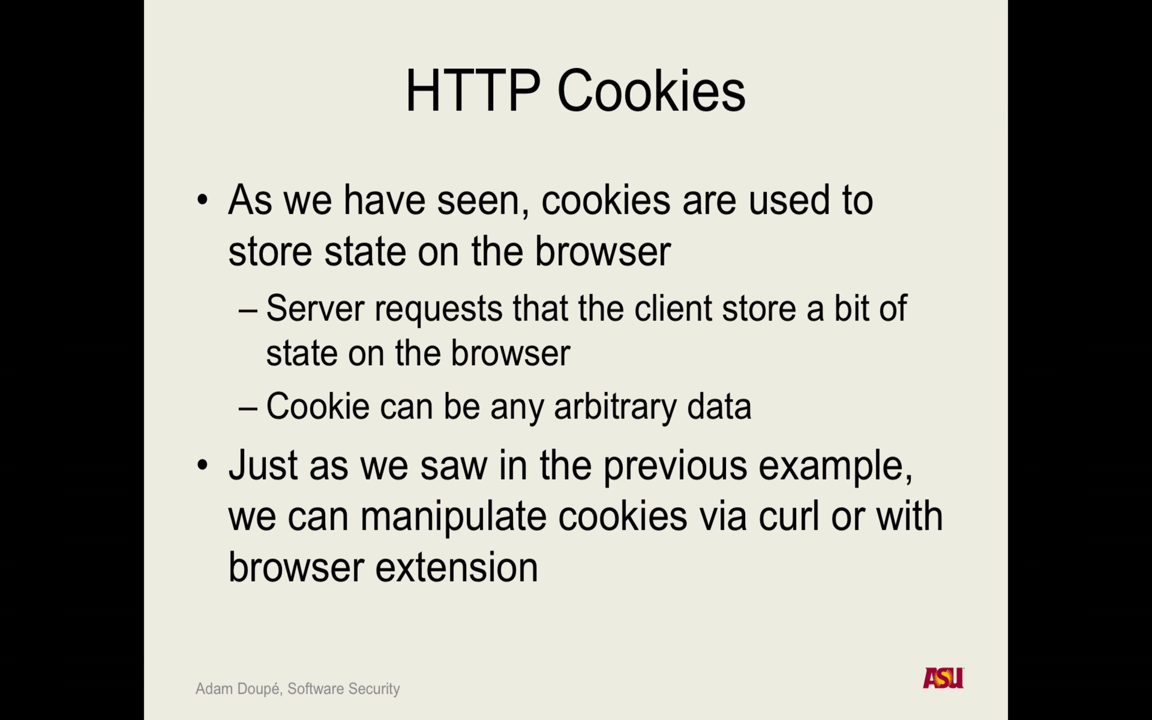 HTTP Cookies
• As we have seen, cookies are used to
store state on the browser
– Server requests that the client store a bit of
state on the browser
– Cookie can be any arbitrary data
• Just as we saw in the previous example,
we can manipulate cookies via curl or with
browser extension
Adam Doupé, Software Security
ASU